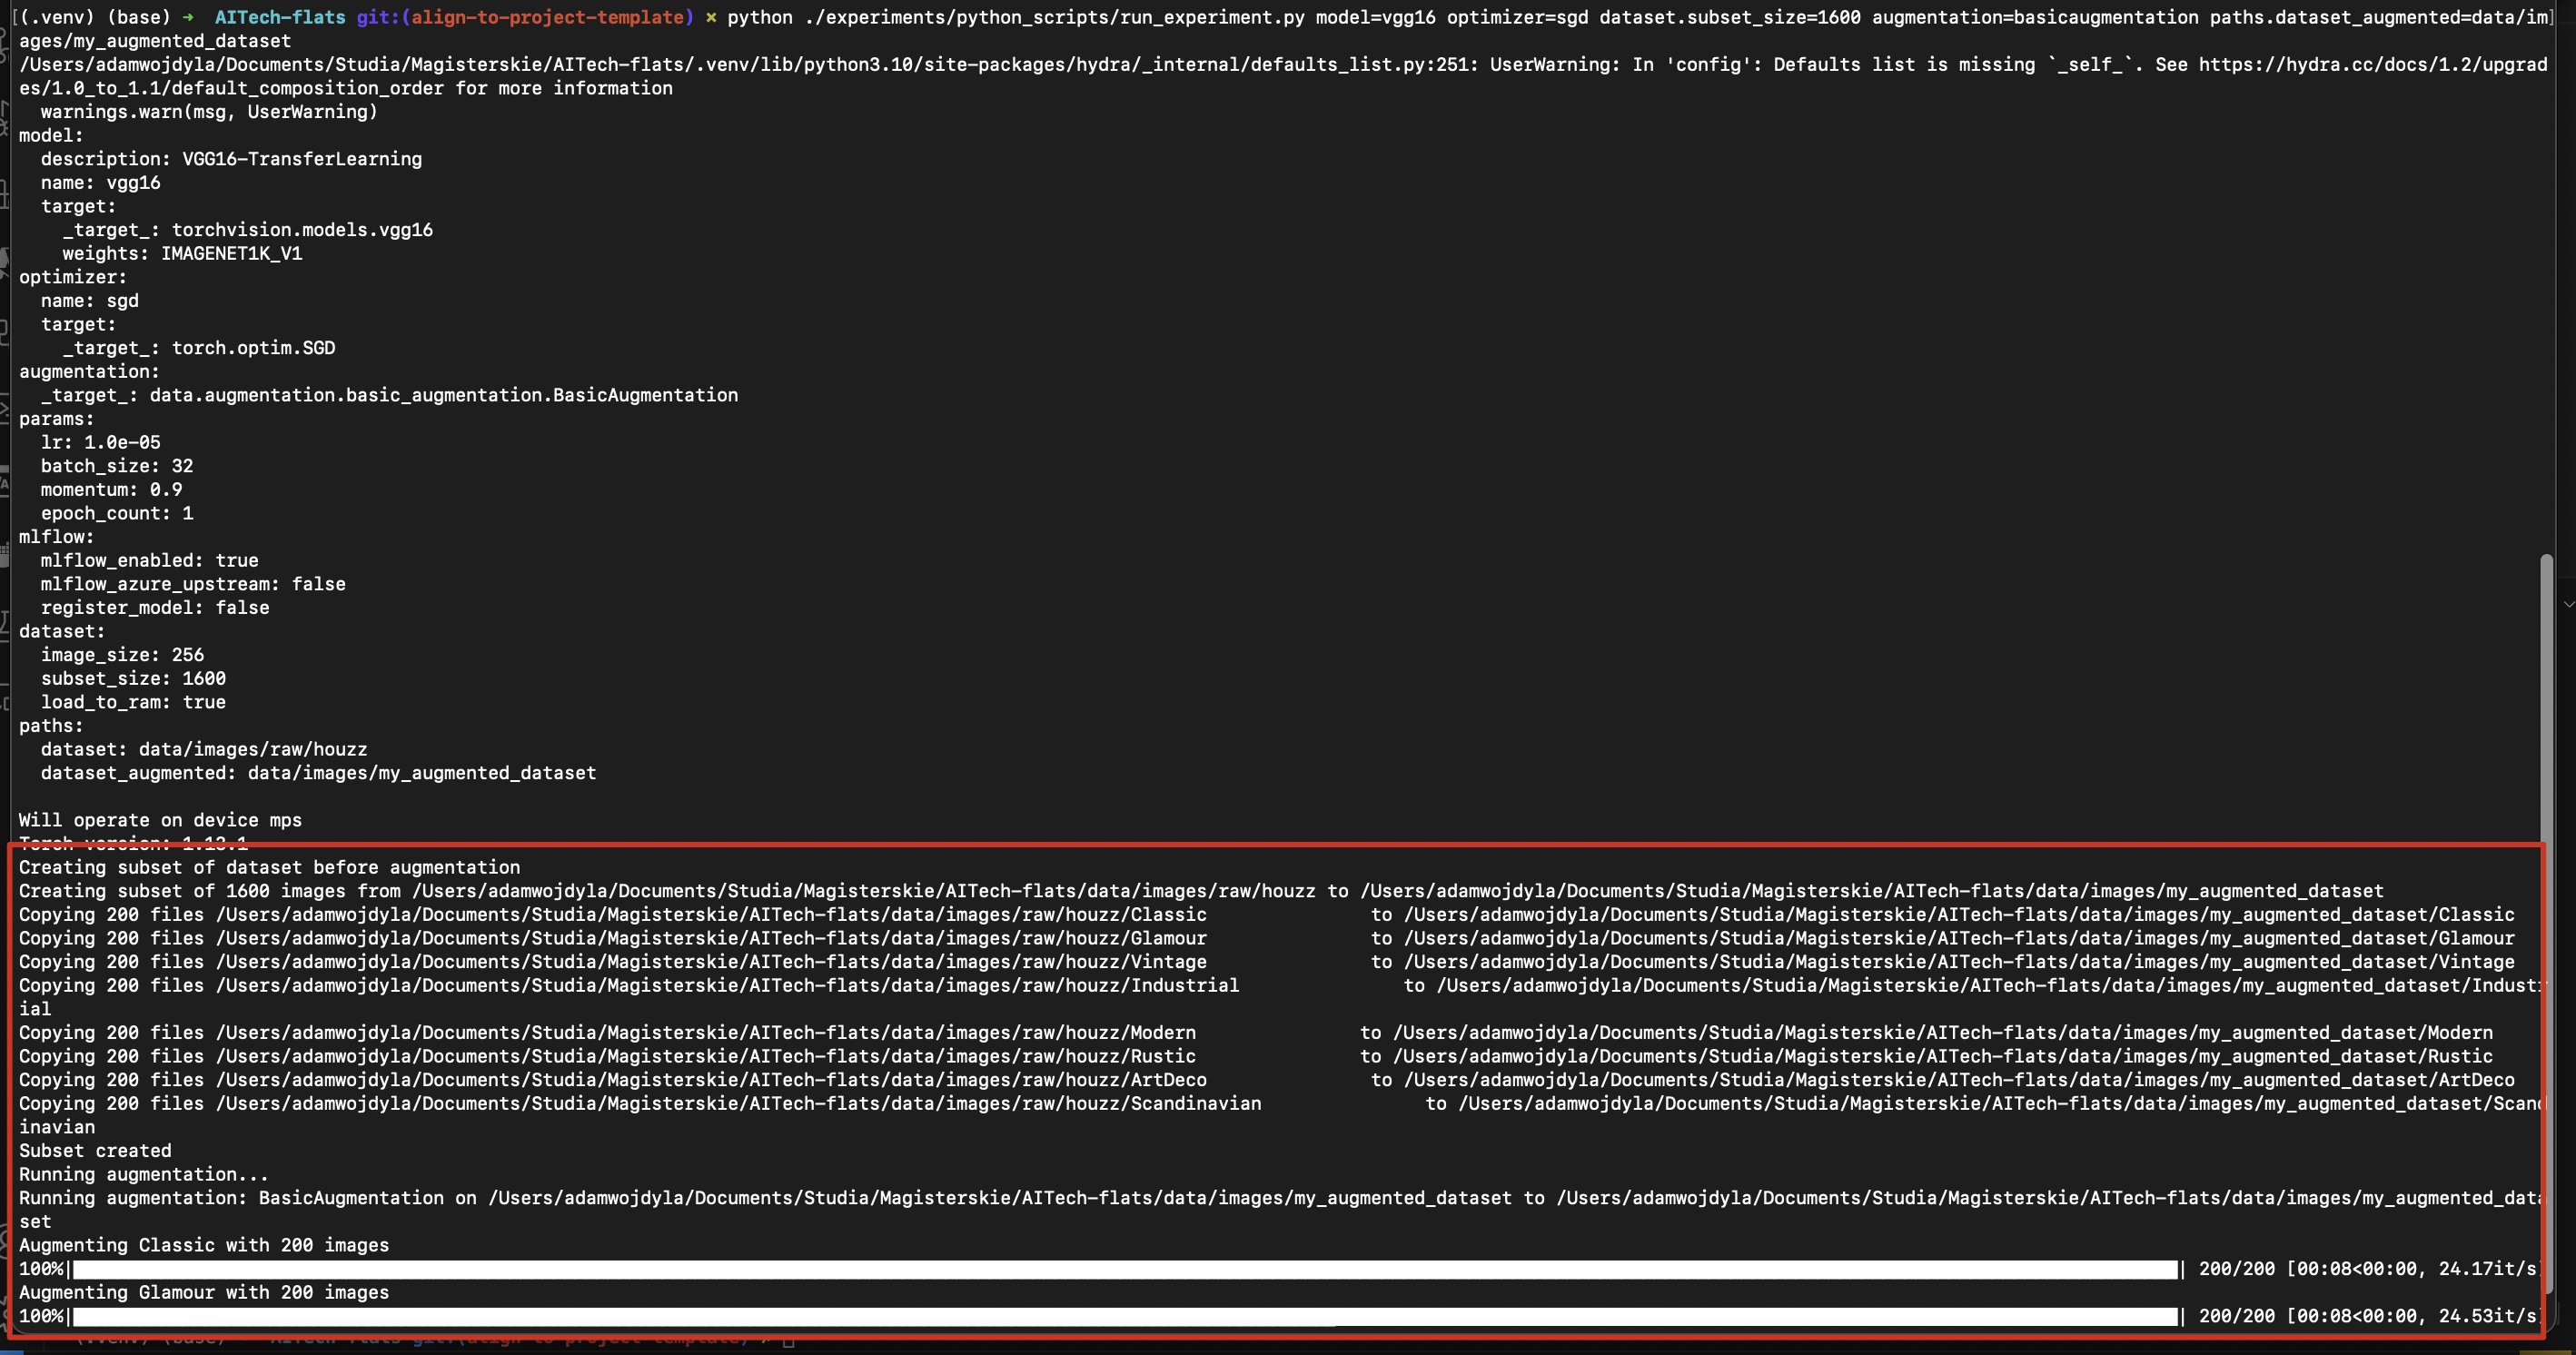 [(.venv) (base) ➜  AITech-flats git:(align-to-project-template) ✗ python ./experiments/python_scripts/run_experiment.py model=vgg16 optimizer=sgd dataset.subset_size=1600 augmentation=basicaugmentation paths.dataset_augmented=data/im]
ages/my_augmented_dataset
/Users/adamwojdyla/Documents/Studia/Magisterskie/AITech-flats/.venv/lib/python3.10/site-packages/hydra/_internal/defaults_list.py:251: UserWarning: In 'config': Defaults list is missing `_self_`. See https://hydra.cc/docs/1.2/upgrad
es/1.0_to_1.1/default_composition_order for more information
  warnings.warn(msg, UserWarning)
model:
  description: VGG16-TransferLearning
  name: vgg16
  target:
    _target_: torchvision.models.vgg16
    weights: IMAGENET1K_V1
optimizer:
  name: sgd
  target:
    _target_: torch.optim.SGD
augmentation:
  _target_: data.augmentation.basic_augmentation.BasicAugmentation
params:
  lr: 1.0e-05
  batch_size: 32
  momentum: 0.9
  epoch_count: 1
mlflow:
  mlflow_enabled: true
  mlflow_azure_upstream: false
  register_model: false
dataset:
  image_size: 256
  subset_size: 1600
  load_to_ram: true
paths:
  dataset: data/images/raw/houzz
  dataset_augmented: data/images/my_augmented_dataset
Will operate on device mps
Torch version: 1.13.1
Creating subset of dataset before augmentation
Creating subset of 1600 images from /Users/adamwojdyla/Documents/Studia/Magisterskie/AITech-flats/data/images/raw/houzz to /Users/adamwojdyla/Documents/Studia/Magisterskie/AITech-flats/data/images/my_augmented_dataset
Copying 200 files /Users/adamwojdyla/Documents/Studia/Magisterskie/AITech-flats/data/images/raw/houzz/Classic to /Users/adamwojdyla/Documents/Studia/Magisterskie/AITech-flats/data/images/my_augmented_dataset/Classic
Copying 200 files /Users/adamwojdyla/Documents/Studia/Magisterskie/AITech-flats/data/images/raw/houzz/Glamour to /Users/adamwojdyla/Documents/Studia/Magisterskie/AITech-flats/data/images/my_augmented_dataset/Glamour
Copying 200 files /Users/adamwojdyla/Documents/Studia/Magisterskie/AITech-flats/data/images/raw/houzz/Vintage to /Users/adamwojdyla/Documents/Studia/Magisterskie/AITech-flats/data/images/my_augmented_dataset/Vintage
Copying 200 files /Users/adamwojdyla/Documents/Studia/Magisterskie/AITech-flats/data/images/raw/houzz/Industrial to /Users/adamwojdyla/Documents/Studia/Magisterskie/AITech-flats/data/images/my_augmented_dataset/Industr
ial
Copying 200 files /Users/adamwojdyla/Documents/Studia/Magisterskie/AITech-flats/data/images/raw/houzz/Modern to /Users/adamwojdyla/Documents/Studia/Magisterskie/AITech-flats/data/images/my_augmented_dataset/Modern
Copying 200 files /Users/adamwojdyla/Documents/Studia/Magisterskie/AITech-flats/data/images/raw/houzz/Rustic to /Users/adamwojdyla/Documents/Studia/Magisterskie/AITech-flats/data/images/my_augmented_dataset/Rustic
Copying 200 files /Users/adamwojdyla/Documents/Studia/Magisterskie/AITech-flats/data/images/raw/houzz/ArtDeco to /Users/adamwojdyla/Documents/Studia/Magisterskie/AITech-flats/data/images/my_augmented_dataset/ArtDeco
Copying 200 files /Users/adamwojdyla/Documents/Studia/Magisterskie/AITech-flats/data/images/raw/houzz/Scandinavian to /Users/adamwojdyla/Documents/Studia/Magisterskie/AITech-flats/data/images/my_augmented_dataset/Scand
inavian
Subset created
Running augmentation...
Running augmentation: BasicAugmentation on /Users/adamwojdyla/Documents/Studia/Magisterskie/AITech-flats/data/images/my_augmented_dataset to /Users/adamwojdyla/Documents/Studia/Magisterskie/AITech-flats/data/images/my_augmented_data
set
Augmenting Classic with 200 images
100%| | 200/200 [00:08<00:00, 24.17it/s]
Augmenting Glamour with 200 images
100%| | 200/200 [00:08<00:00, 24.53it/s]